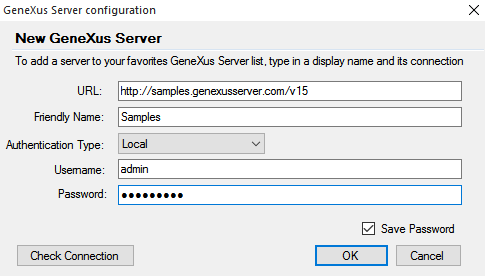 GeneXus Server configuration
New GeneXus Server
To add a server to your favorites GeneXus Server list, type in a display name and its connection
URL: http://samples.genexusserver.com/v15
Friendly Name: Samples
Authentication Type: Local
Username: admin
Password: ●●●●●●●●●
Save Password
Check Connection OK Cancel